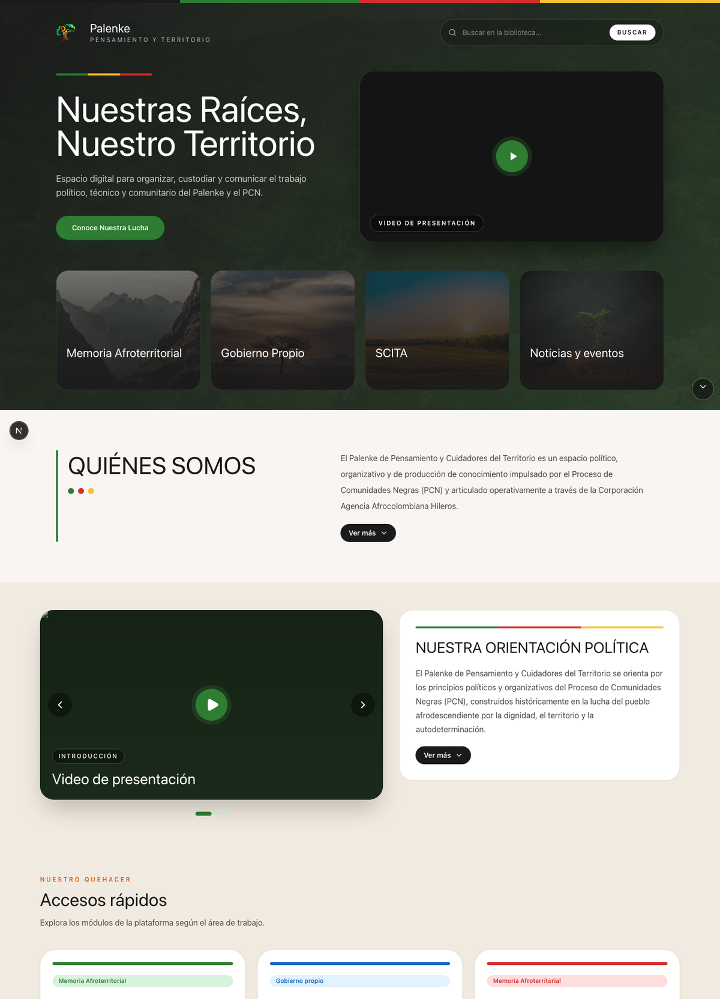 Palenke
PENSAMIENTO Y TERRITORIO
Buscar en la biblioteca...
BUSCAR
Nuestras Raíces,
Nuestro Territorio
Espacio digital para organizar, custodiar y comunicar el trabajo
político, técnico y comunitario del Palenke y el PCN.
Conoce Nuestra Lucha
VIDEO DE PRESENTACIÓN
Memoria Afroterritorial
Gobierno Propio
SCITA
Noticias y eventos
N
QUIÉNES SOMOS
El Palenke de Pensamiento y Cuidadores del Territorio es un espacio político,
organizativo y de producción de conocimiento impulsado por el Proceso de
Comunidades Negras (PCN) y articulado operativamente a través de la Corporación
Agencia Afrocolombiana Hileros.
Ver más
INTRODUCCIÓN
Video de presentación
NUESTRA ORIENTACIÓN POLÍTICA
El Palenke de Pensamiento y Cuidadores del Territorio se orienta por
los principios políticos y organizativos del Proceso de Comunidades
Negras (PCN), construidos históricamente en la lucha del pueblo
afrodescendiente por la dignidad, el territorio y la
autodeterminación.
Ver más
NUESTRO QUEHACER
Accesos rápidos
Explora los módulos de la plataforma según el área de trabajo.
Memoria Afroterritorial
Gobierno propio
Memoria Afroterritorial